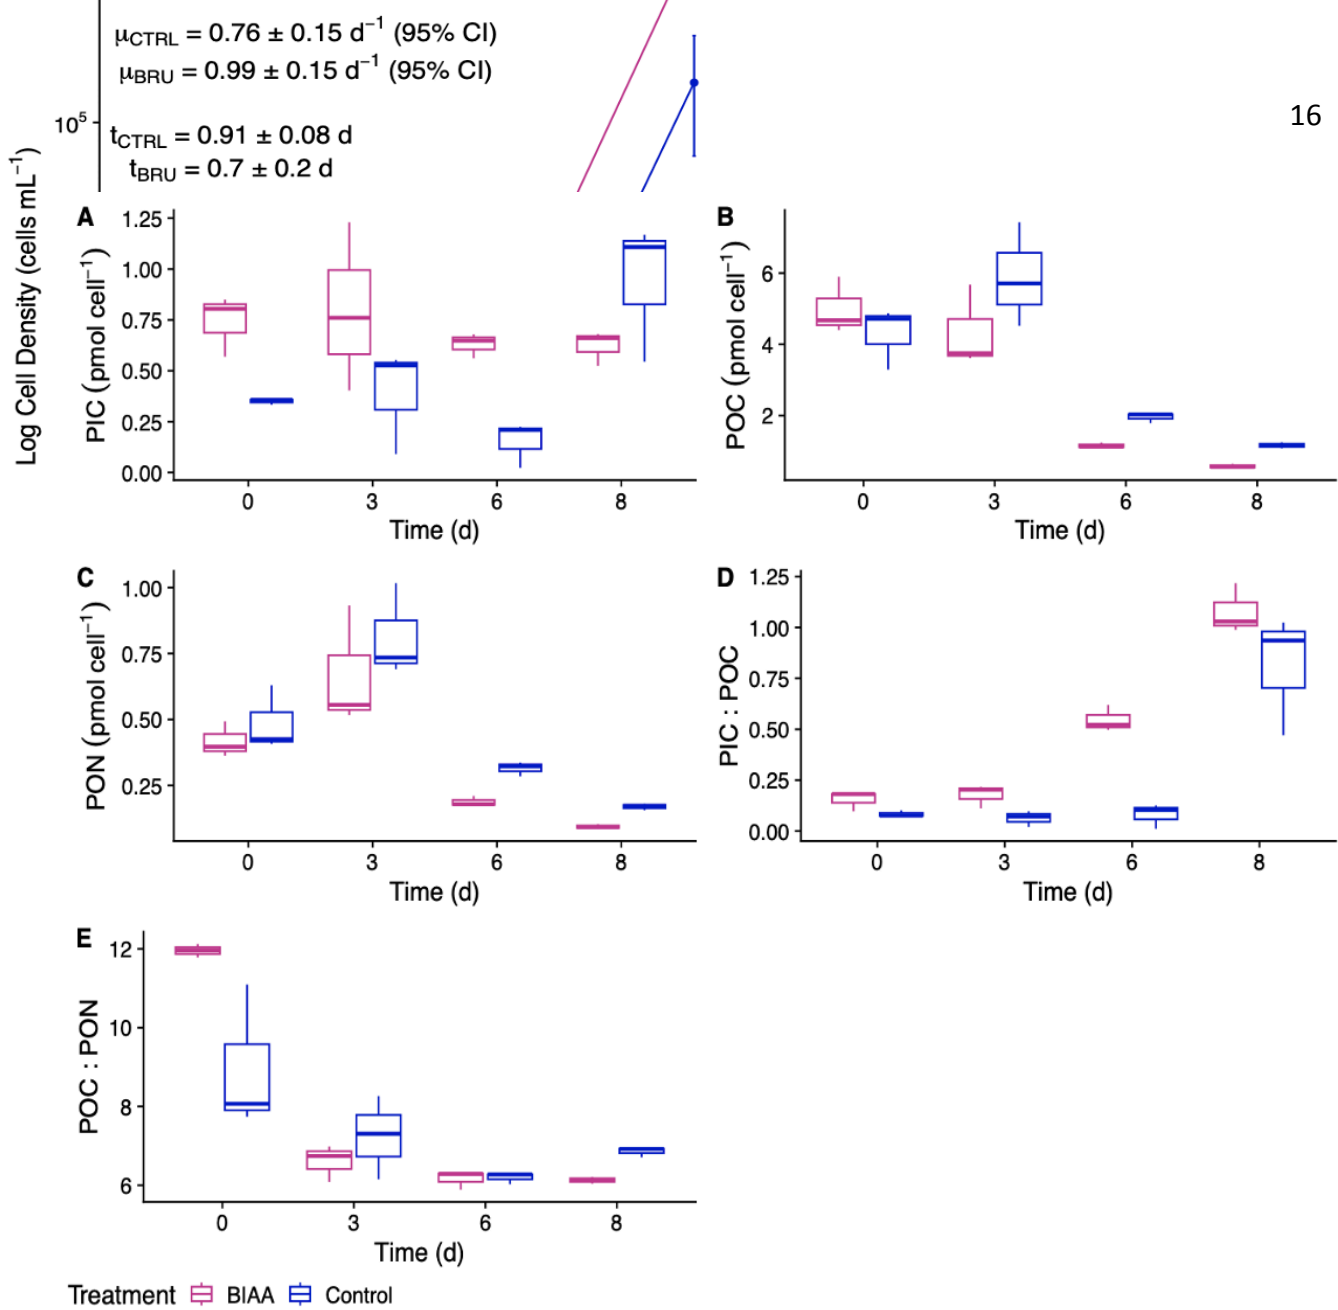 μCTRL = 0.76 ± 0.15 d⁻¹ (95% CI)
μBRU = 0.99 ± 0.15 d⁻¹ (95% CI)
10⁵
16
tCTRL = 0.91 ± 0.08 d
tBRU = 0.7 ± 0.2 d
Log Cell Density (cells mL⁻¹)
A
PIC (pmol cell⁻¹)
1.25
1.00
0.75
0.50
0.25
0.00
0 3 6 8
Time (d)
B
POC (pmol cell⁻¹)
6
4
2
0 3 6 8
Time (d)
C
PON (pmol cell⁻¹)
1.00
0.75
0.50
0.25
0 3 6 8
Time (d)
D
PIC : POC
1.25
1.00
0.75
0.50
0.25
0.00
0 3 6 8
Time (d)
E
POC : PON
12
10
8
6
0 3 6 8
Time (d)
Treatment BIAA Control